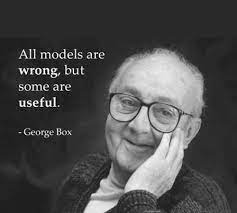 All models are
wrong, but
some are
useful.
- George Box